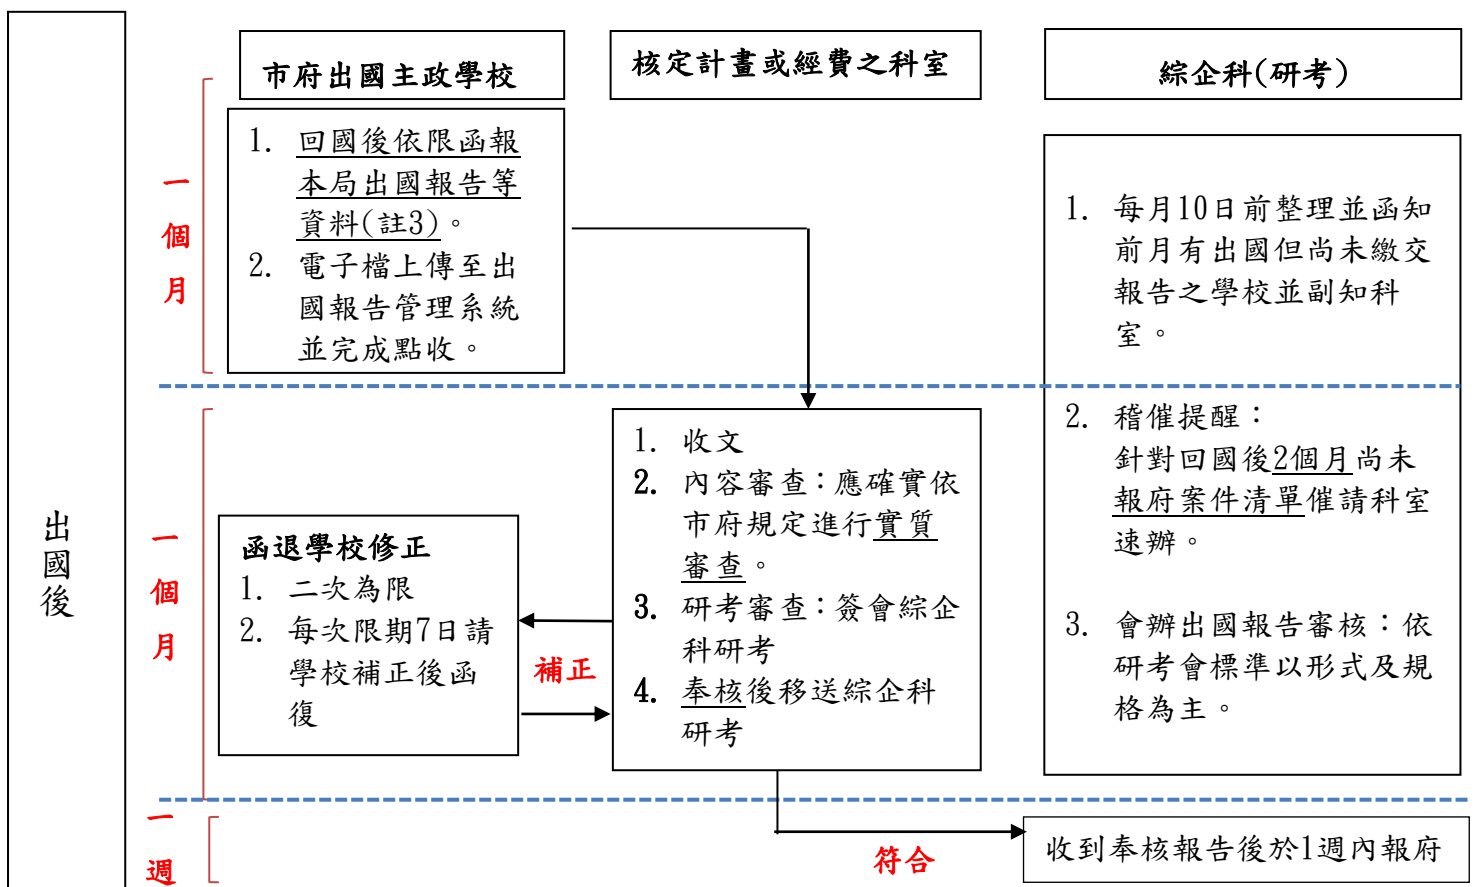 出國後
市府出國主政學校
核定計畫或經費之科室
綜企科(研考)
一個月
1. 回國後依限函報
本局出國報告等
資料(註3)。
2. 電子檔上傳至出
國報告管理系統
並完成點收。
1. 每月10日前整理並函知
前月有出國但尚未繳交
報告之學校並副知科
室。
一個月
函退學校修正
1. 二次為限
2. 每次限期7日請
學校補正後函
復
補正
1. 收文
2. 內容審查：應確實依
市府規定進行實質
審查。
3. 研考審查：簽會綜企
科研考
4. 奉核後移送綜企科
研考
2. 稽催提醒：
針對回國後2個月尚未
報府案件清單催請科室
速辦。
3. 會辦出國報告審核：依
研考會標準以形式及規
格為主。
一週
符合
收到奉核報告後於1週內報府